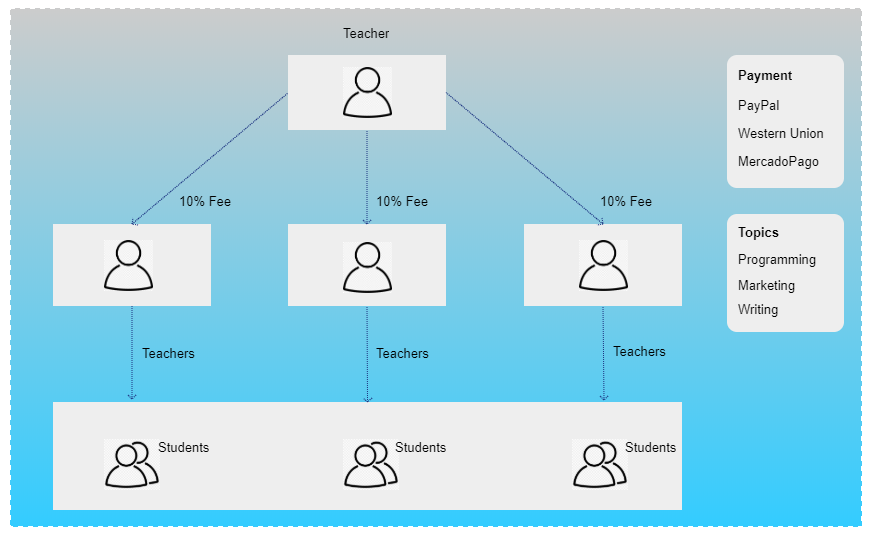 Teacher
Payment
PayPal
Western Union
MercadoPago
10% Fee
10% Fee
10% Fee
Topics
Programming
Marketing
Writing
Teachers
Teachers
Teachers
Students
Students
Students